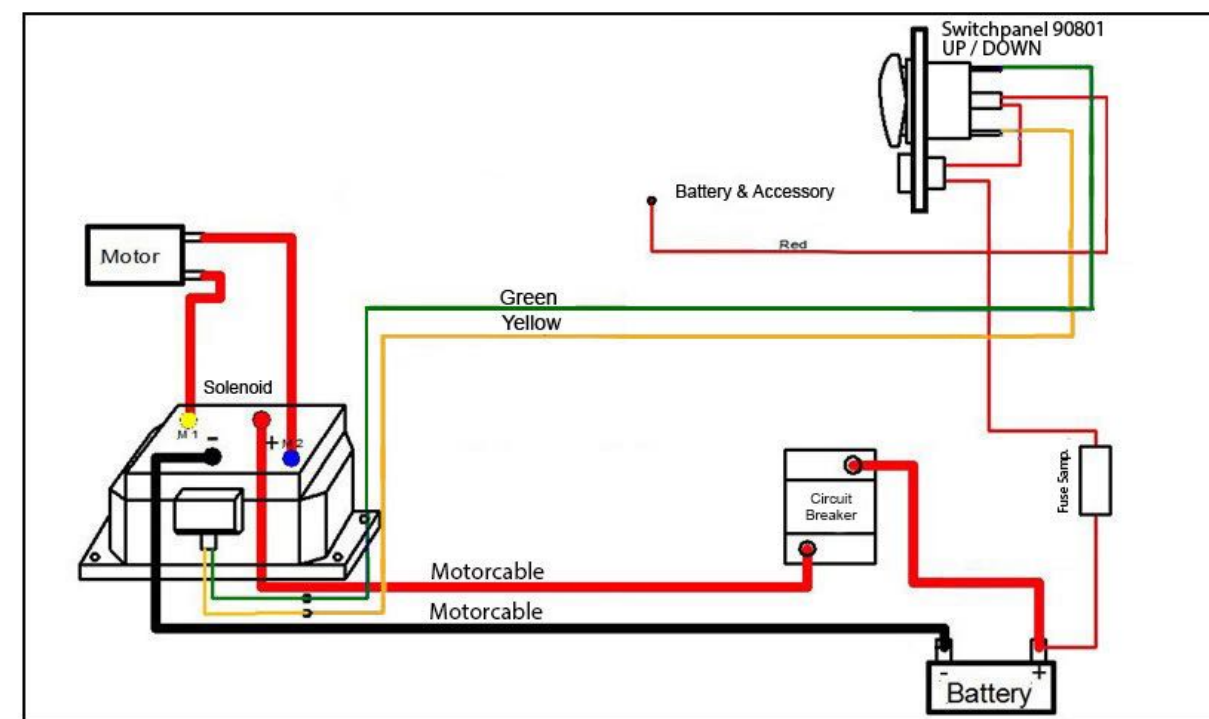 Switchpanel 90801
UP / DOWN
Battery & Accessory
Red
Motor
Green
Yellow
Solenoid
M 1
-
+
M 2
Fuse 5amp.
Circuit
Breaker
Motorcable
Motorcable
-
+
Battery